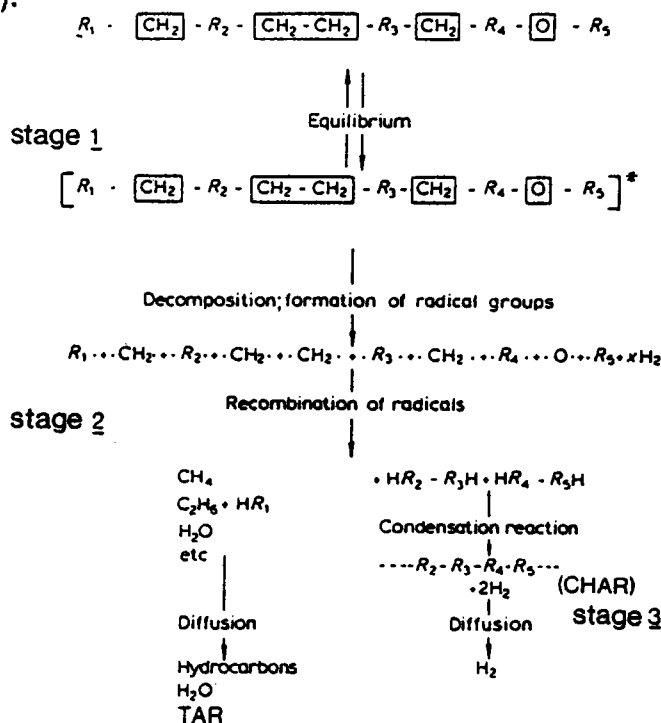 ).
R₁ - CH₂ - R₂ - CH₂ - CH₂ - R₃ - CH₂ - R₄ - O - R₅
Equilibrium
stage 1
[R₁ - CH₂ - R₂ - CH₂ - CH₂ - R₃ - CH₂ - R₄ - O - R₅]*
Decomposition; formation of radical groups
R₁ · + · CH₂ · + · R₂ · + · CH₂ · + · CH₂ · + · R₃ · + · CH₂ · + · R₄ · + · O · + · R₅ + xH₂
Recombination of radicals
stage 2
CH₄
C₂H₆ + HR₁
H₂O
etc
Diffusion
Hydrocarbons
H₂O
TAR
+ HR₂ - R₃H + HR₄ - R₅H
Condensation reaction
----R₂ - R₃ - R₄ - R₅ ----
+2H₂
(CHAR)
stage 3
Diffusion
H₂